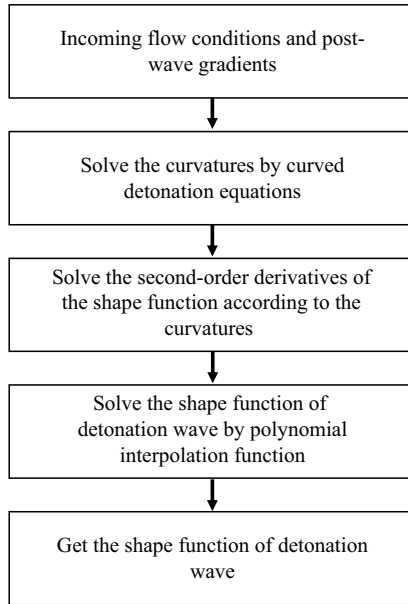 Incoming flow conditions and post-
wave gradients
Solve the curvatures by curved
detonation equations
Solve the second-order derivatives of
the shape function according to the
curvatures
Solve the shape function of
detonation wave by polynomial
interpolation function
Get the shape function of detonation
wave